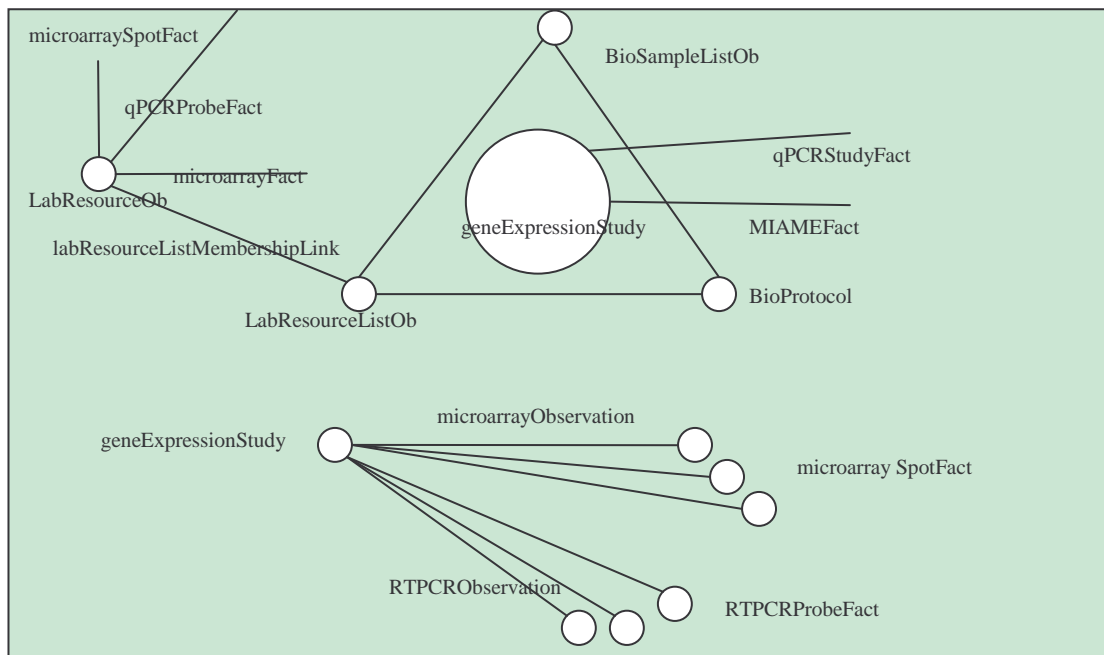 microarraySpotFact
BioSampleListOb
qPCRProbeFact
qPCRStudyFact
microarrayFact
LabResourceOb
geneExpressionStudy
MIAMEFact
labResourceListMembershipLink
BioProtocol
LabResourceListOb
microarrayObservation
geneExpressionStudy
microarray SpotFact
RTPCRObservation
RTPCRProbeFact